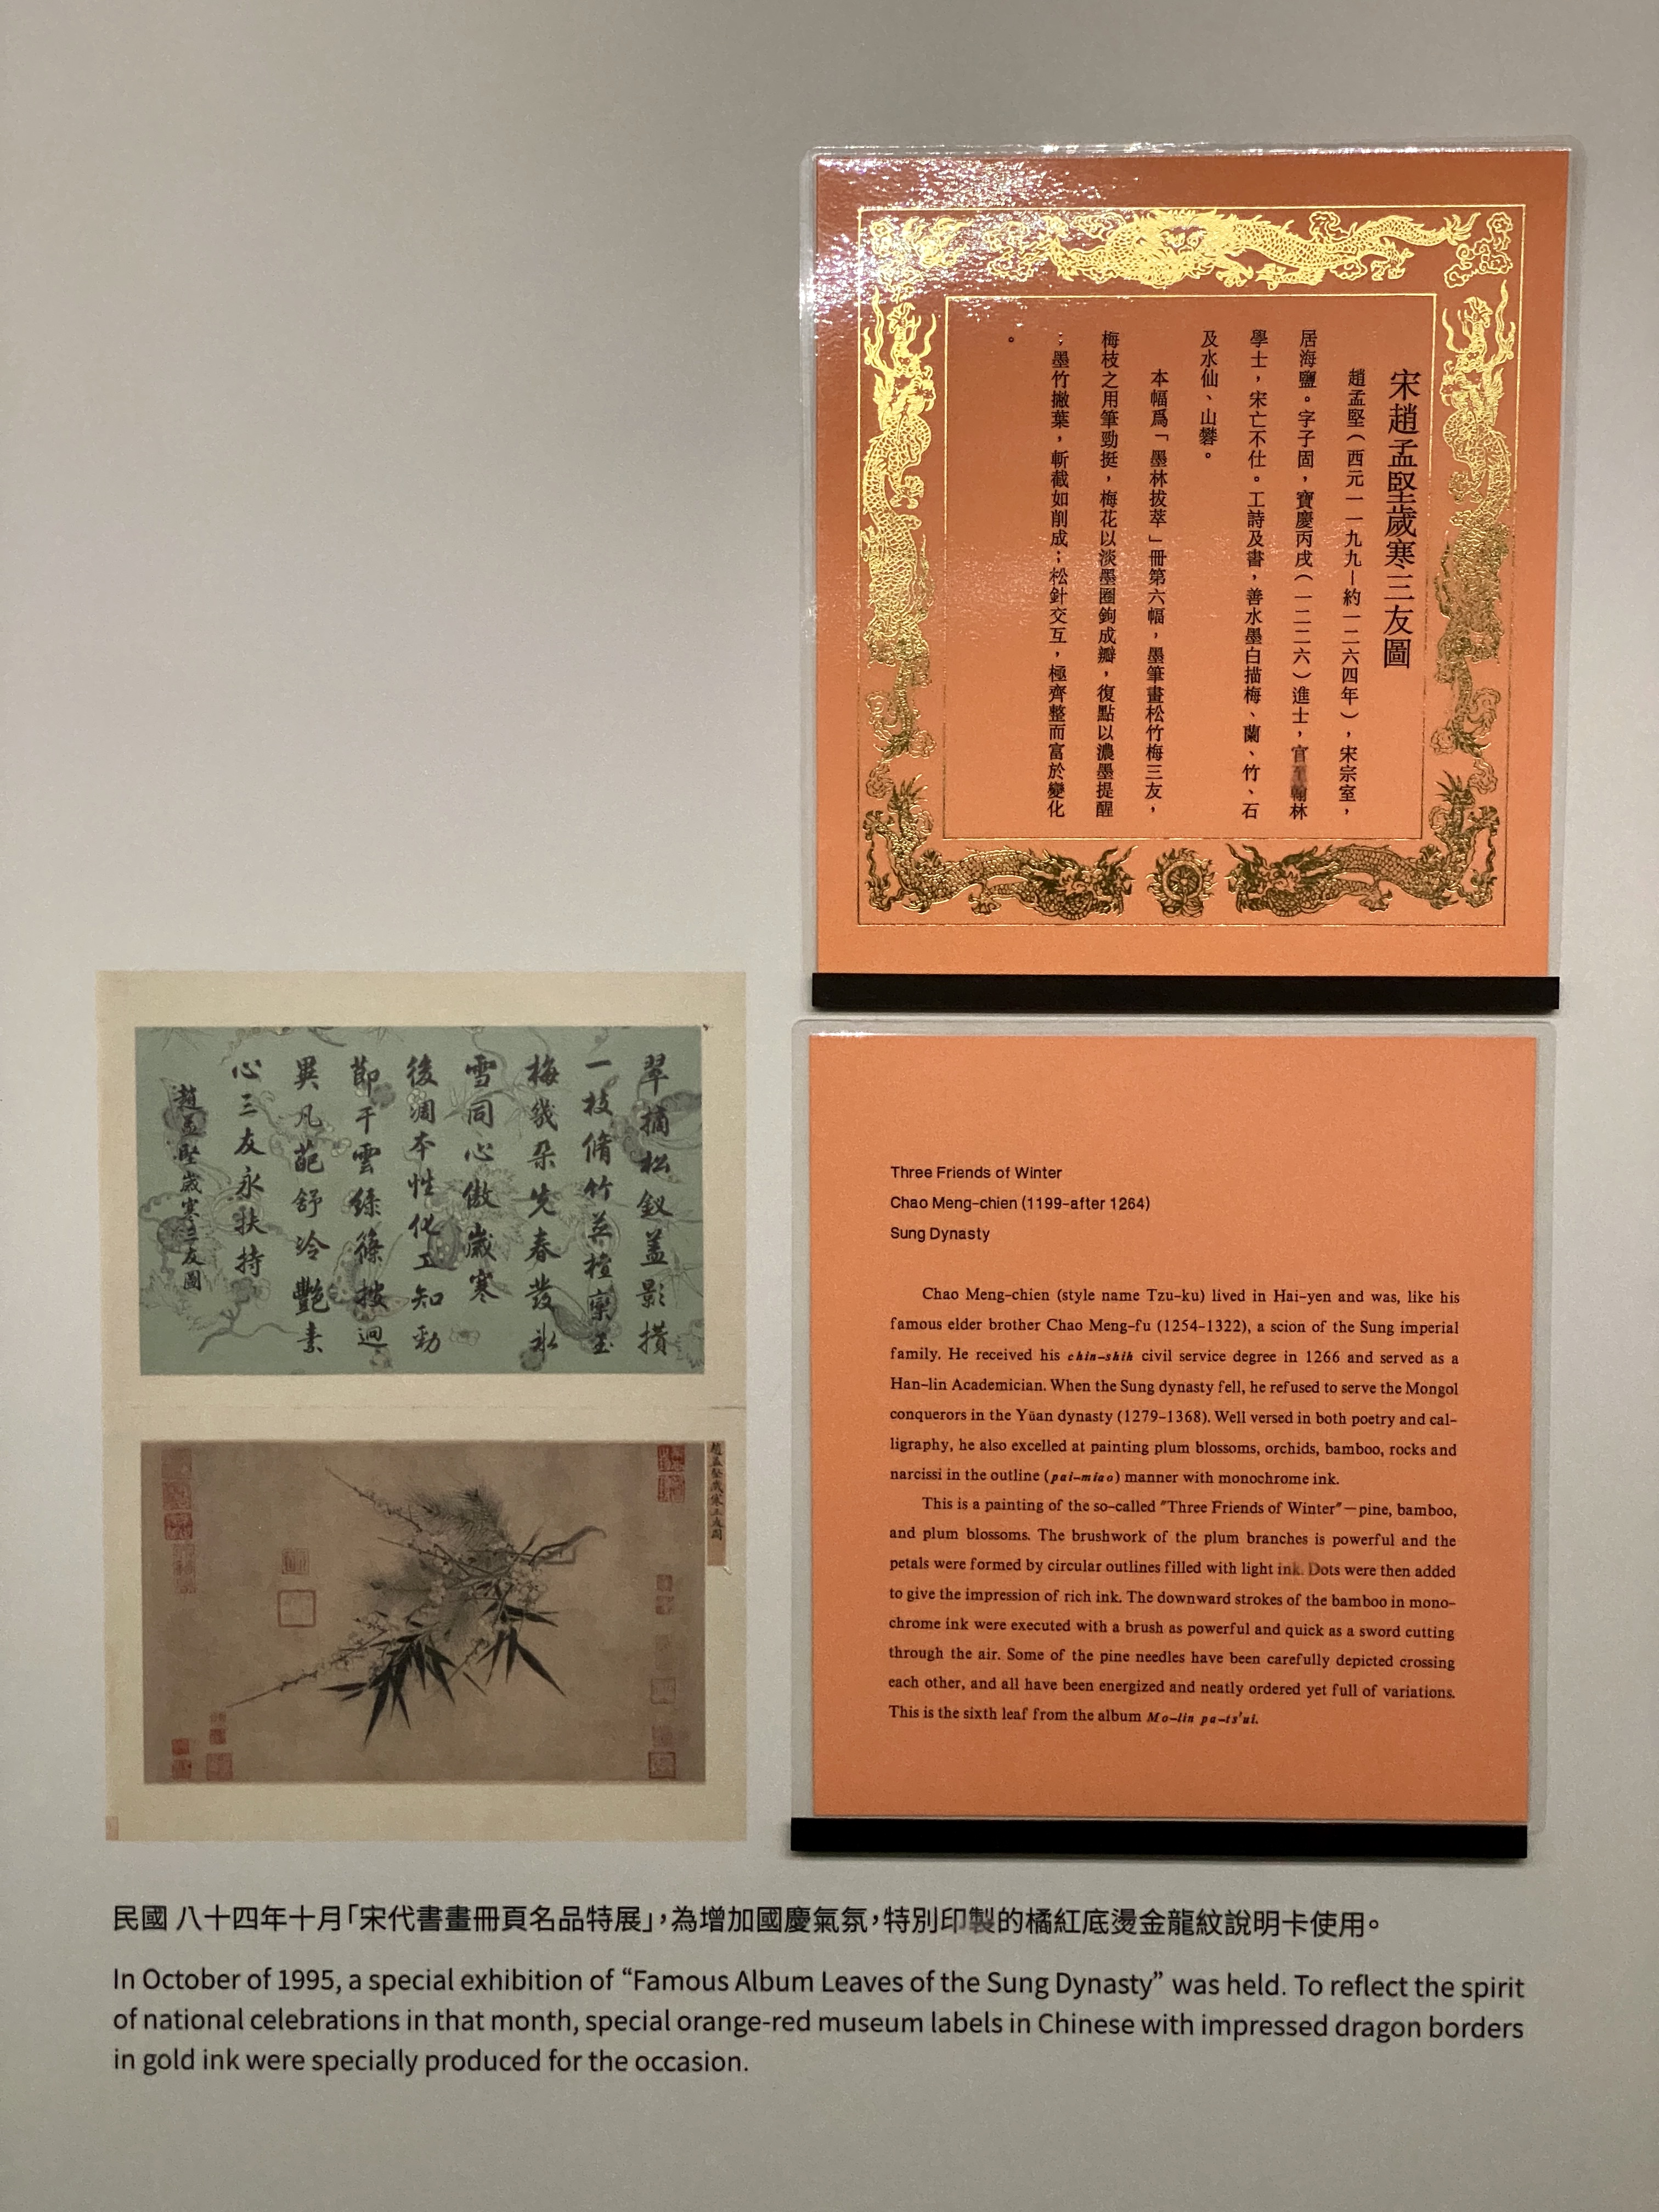 宋趙孟堅歲寒三友圖
趙孟堅(西元一一九九—約一二六四年),宋宗室,
居海鹽。字子固,寶慶丙戌(一二二六)進士,官至翰林
學士,宋亡不仕。工詩及書,善水墨白描梅、蘭、竹、石
及水仙、山礬。
本幅爲「墨林拔萃」冊第六幅,墨筆畫松竹梅三友,
梅枝之用筆勁挺,梅花以淡墨圈鉤成瓣,復點以濃墨提醒
;墨竹撇葉,斬截如削成;松針交互,極齊整而富於變化
。
翠摘松釵蓋影攢
一枝脩竹並檀欒玉
梅幾朵先春發冰
雪同心傲歲寒
後凋本性化工知勁
節干雲綠篠披迥
異凡葩舒冷艷素
心三友永扶持
趙孟堅歲寒三友圖
趙孟堅歲寒三友圖
Three Friends of Winter
Chao Meng-chien (1199-after 1264)
Sung Dynasty
Chao Meng-chien (style name Tzu-ku) lived in Hai-yen and was, like his
famous elder brother Chao Meng-fu (1254-1322), a scion of the Sung imperial
family. He received his chin-shih civil service degree in 1266 and served as a
Han-lin Academician. When the Sung dynasty fell, he refused to serve the Mongol
conquerors in the Yüan dynasty (1279-1368). Well versed in both poetry and cal-
ligraphy, he also excelled at painting plum blossoms, orchids, bamboo, rocks and
narcissi in the outline (pai-miao) manner with monochrome ink.
This is a painting of the so-called "Three Friends of Winter"—pine, bamboo,
and plum blossoms. The brushwork of the plum branches is powerful and the
petals were formed by circular outlines filled with light ink. Dots were then added
to give the impression of rich ink. The downward strokes of the bamboo in mono-
chrome ink were executed with a brush as powerful and quick as a sword cutting
through the air. Some of the pine needles have been carefully depicted crossing
each other, and all have been energized and neatly ordered yet full of variations.
This is the sixth leaf from the album Mo-lin pa-ts'ui.
民國 八十四年十月「宋代書畫冊頁名品特展」,為增加國慶氣氛,特別印製的橘紅底燙金龍紋說明卡使用。
In October of 1995, a special exhibition of “Famous Album Leaves of the Sung Dynasty” was held. To reflect the spirit
of national celebrations in that month, special orange-red museum labels in Chinese with impressed dragon borders
in gold ink were specially produced for the occasion.